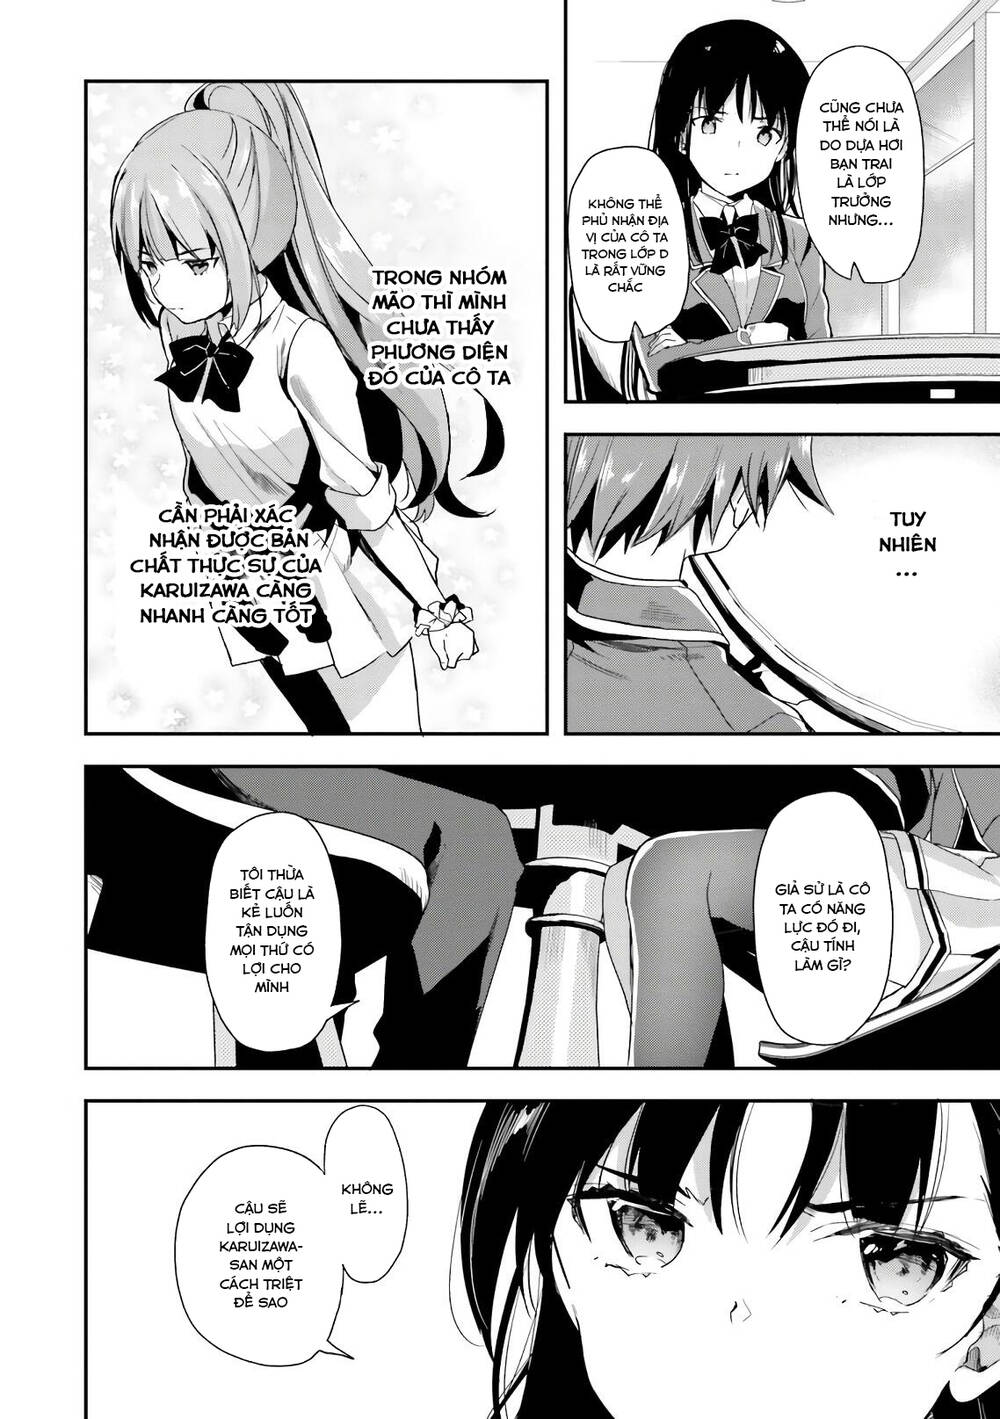 CŨNG CHƯA
THỂ NÓI LÀ
DO DỰA HƠI
BẠN TRAI
LÀ LỚP
TRƯỞNG
NHƯNG...
KHÔNG THỂ
PHỦ NHẬN ĐỊA
VỊ CỦA CÔ TA
TRONG LỚP D
LÀ RẤT VỮNG
CHẮC
TRONG NHÓM
MÃO THÌ MÌNH
CHƯA THẤY
PHƯƠNG DIỆN
ĐÓ CỦA CÔ TA
CẦN PHẢI XÁC
NHẬN ĐƯỢC BẢN
CHẤT THỰC SỰ CỦA
KARUIZAWA CÀNG
NHANH CÀNG TỐT
TUY
NHIÊN
...
GIẢ SỬ LÀ CÔ
TA CÓ NĂNG
LỰC ĐÓ ĐI,
CẬU TÍNH
LÀM GÌ?
TÔI THỪA
BIẾT CẬU LÀ
KẺ LUỐN
TẬN DỤNG
MỌI THỨ CÓ
LỢI CHO
MÌNH
KHÔNG
LẼ...
CẬU SẼ
LỢI DỤNG
KARUIZAWA-
SAN MỘT
CÁCH TRIỆT
ĐỂ SAO